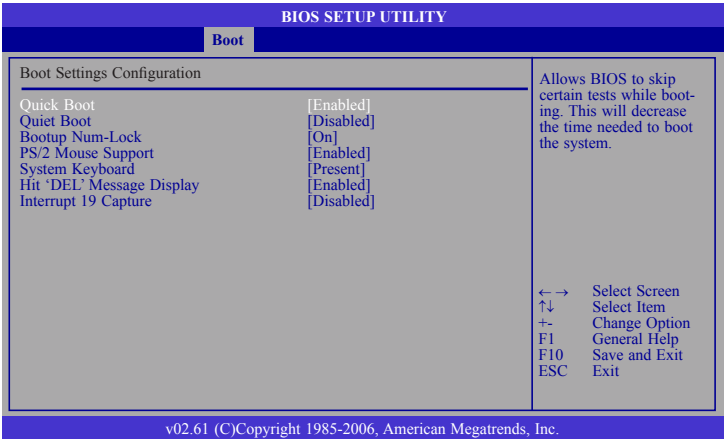 BIOS SETUP UTILITY
Boot
Boot Settings Configuration
Quick Boot [Enabled]
Quiet Boot [Disabled]
Bootup Num-Lock [On]
PS/2 Mouse Support [Enabled]
System Keyboard [Present]
Hit ‘DEL’ Message Display [Enabled]
Interrupt 19 Capture [Disabled]
Allows BIOS to skip
certain tests while boot-
ing. This will decrease
the time needed to boot
the system.
←→ Select Screen
↑↓ Select Item
+- Change Option
F1 General Help
F10 Save and Exit
ESC Exit
v02.61 (C)Copyright 1985-2006, American Megatrends, Inc.